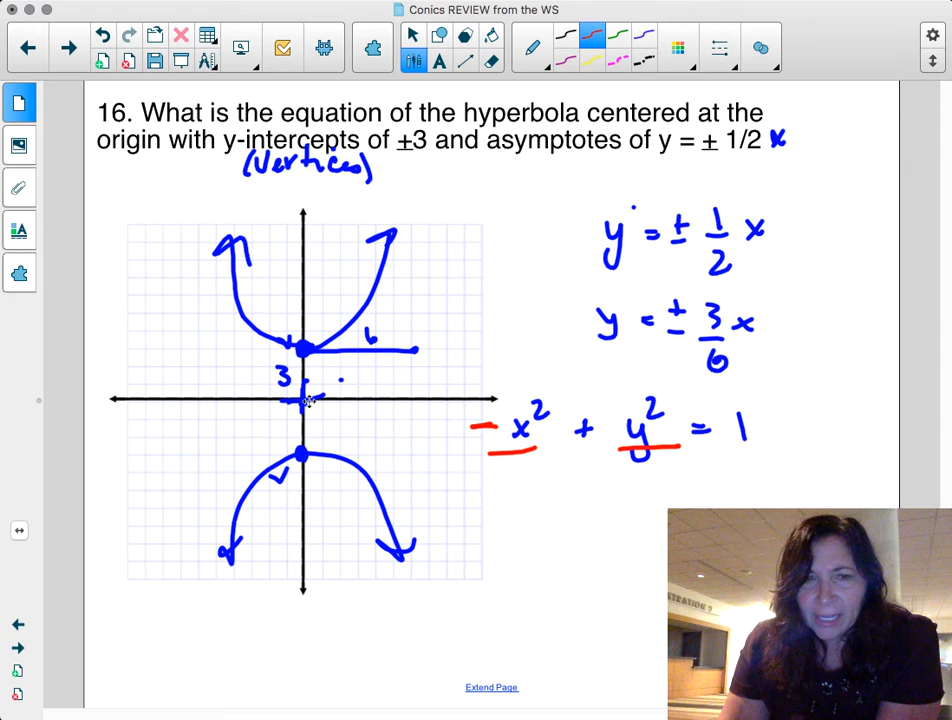 Conics REVIEW from the WS
16. What is the equation of the hyperbola centered at the
origin with y-intercepts of ±3 and asymptotes of y = ± 1/2 x
(vertices)
y = ± 1/2 x
y = ± 3/6 x
6
3
- x² + y² = 1
STRATION ?
Extend Page